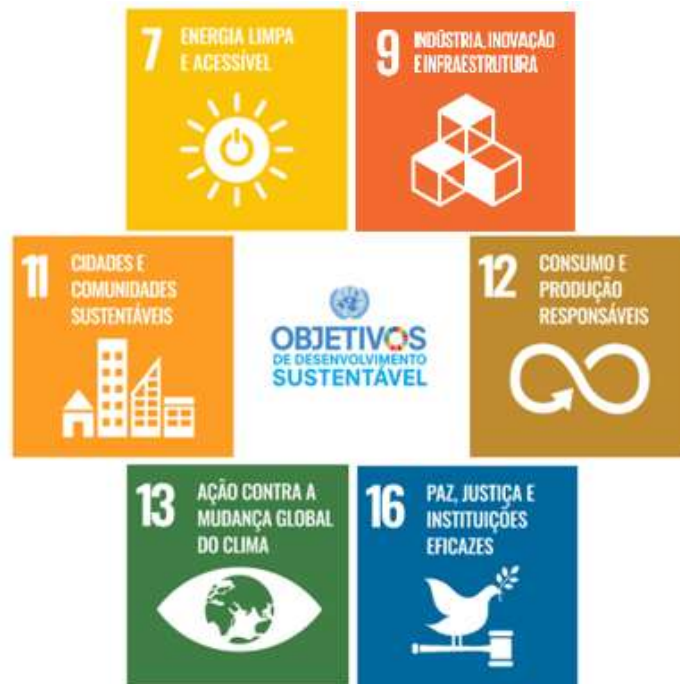 7 ENERGIA LIMPA
E ACESSÍVEL
9 INDÚSTRIA, INOVAÇÃO
E INFRAESTRUTURA
11 CIDADES E
COMUNIDADES
SUSTENTÁVEIS
OBJETIVOS
DE DESENVOLVIMENTO
SUSTENTÁVEL
12 CONSUMO E
PRODUÇÃO
RESPONSÁVEIS
13 AÇÃO CONTRA A
MUDANÇA GLOBAL
DO CLIMA
16 PAZ, JUSTIÇA E
INSTITUIÇÕES
EFICAZES